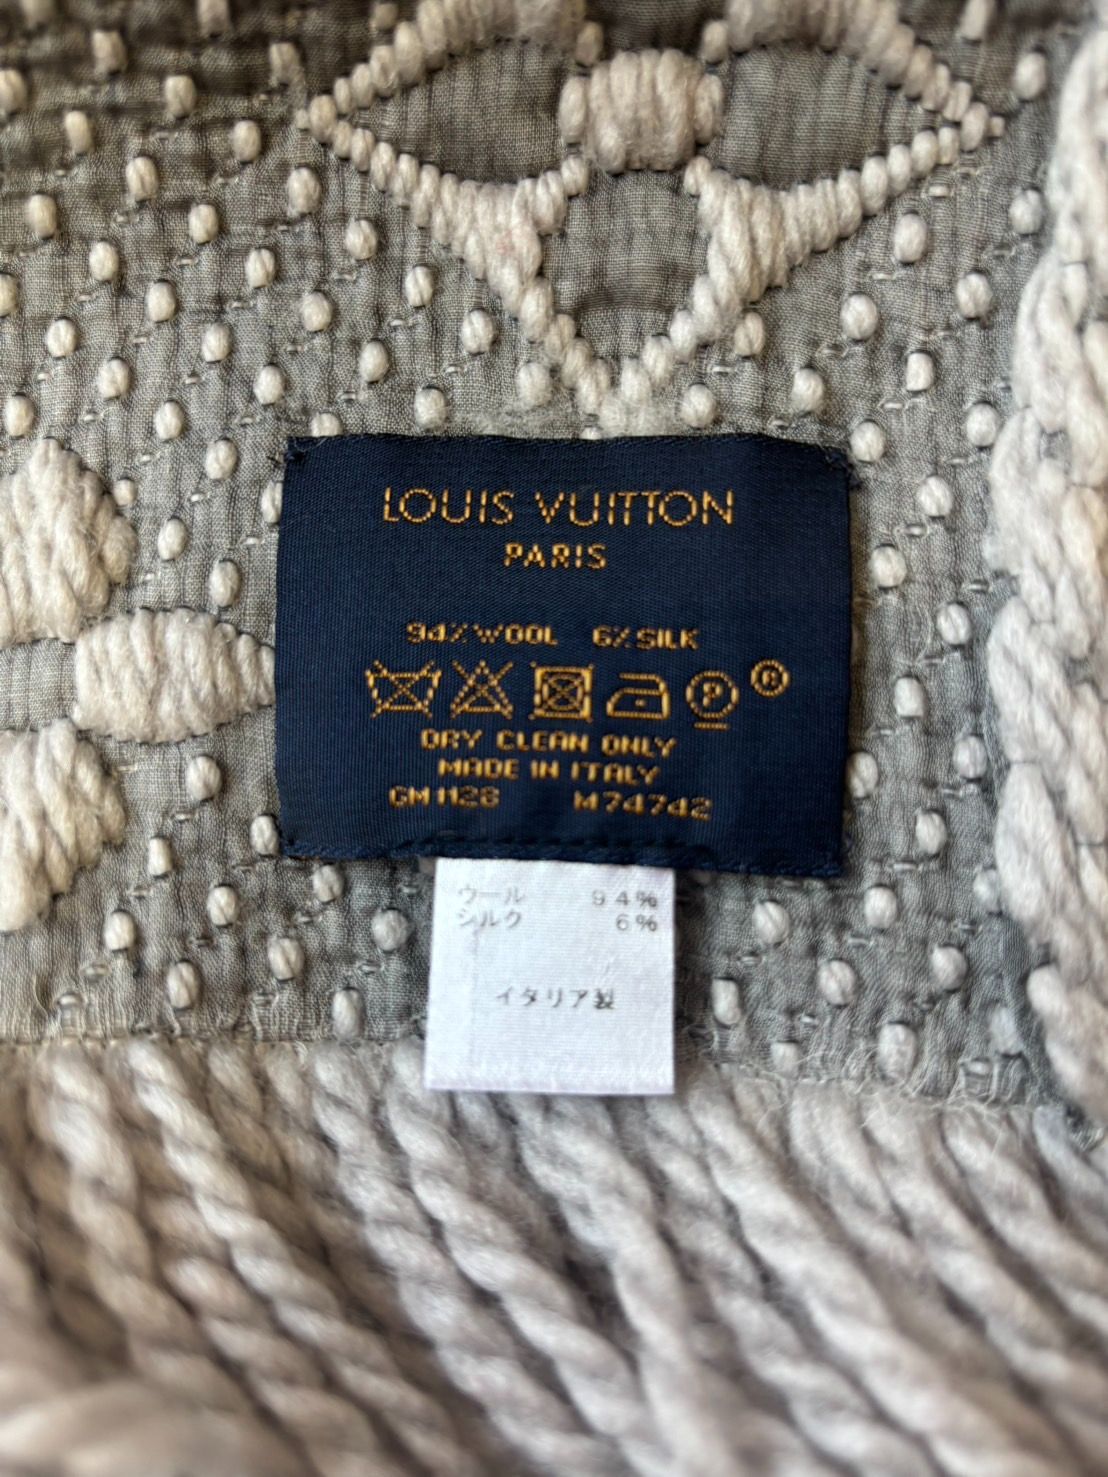 LOUIS VUITTON
PARIS
94% WOOL 6% SILK
P ®
DRY CLEAN ONLY
MADE IN ITALY
GM1128 M74742
ウール 94%
シルク 6%
イタリア製